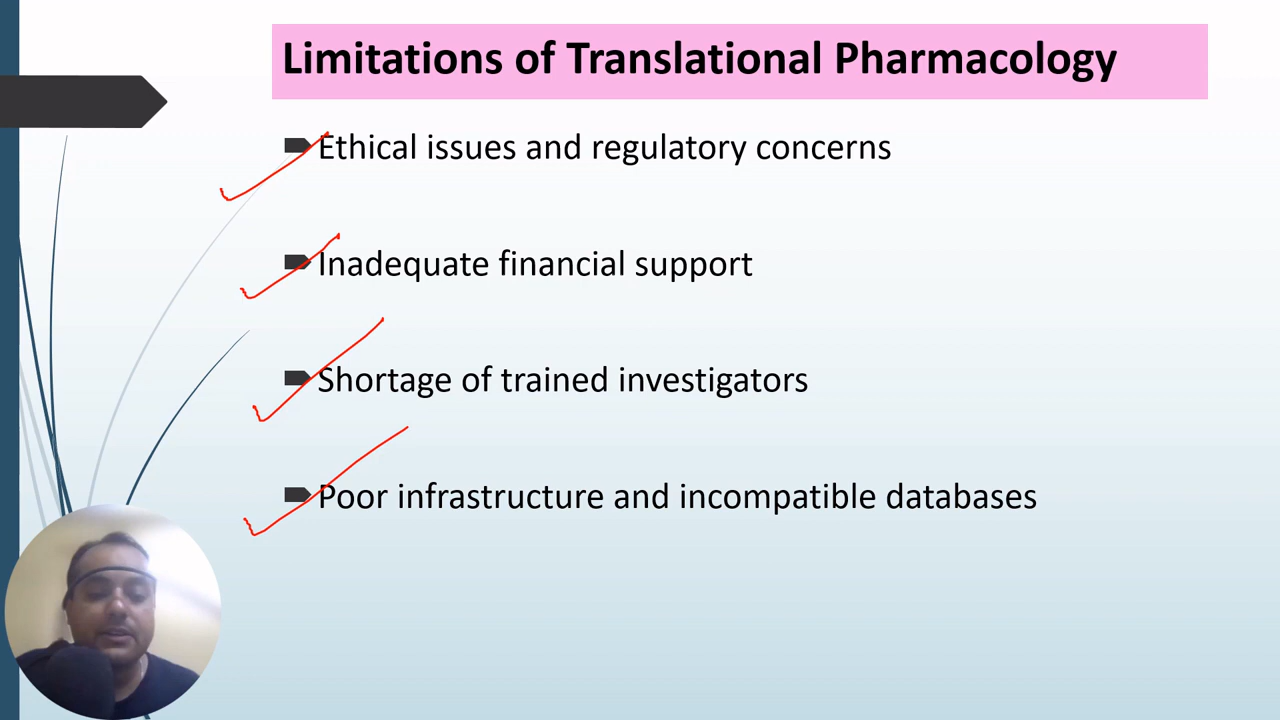 Limitations of Translational Pharmacology
Ethical issues and regulatory concerns
Inadequate financial support
Shortage of trained investigators
Poor infrastructure and incompatible databases